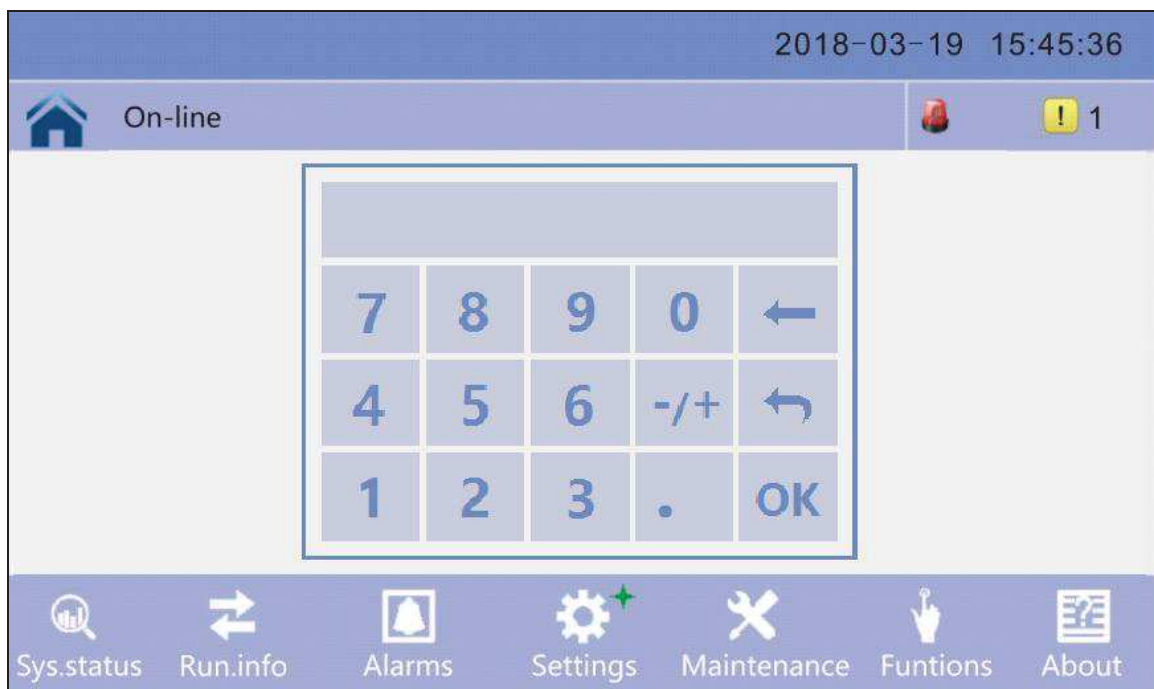 2018-03-19 15:45:36
On-line ! 1
7 8 9 0
4 5 6 -/+
1 2 3 . OK
Sys.status Run.info Alarms Settings Maintenance Funtions About